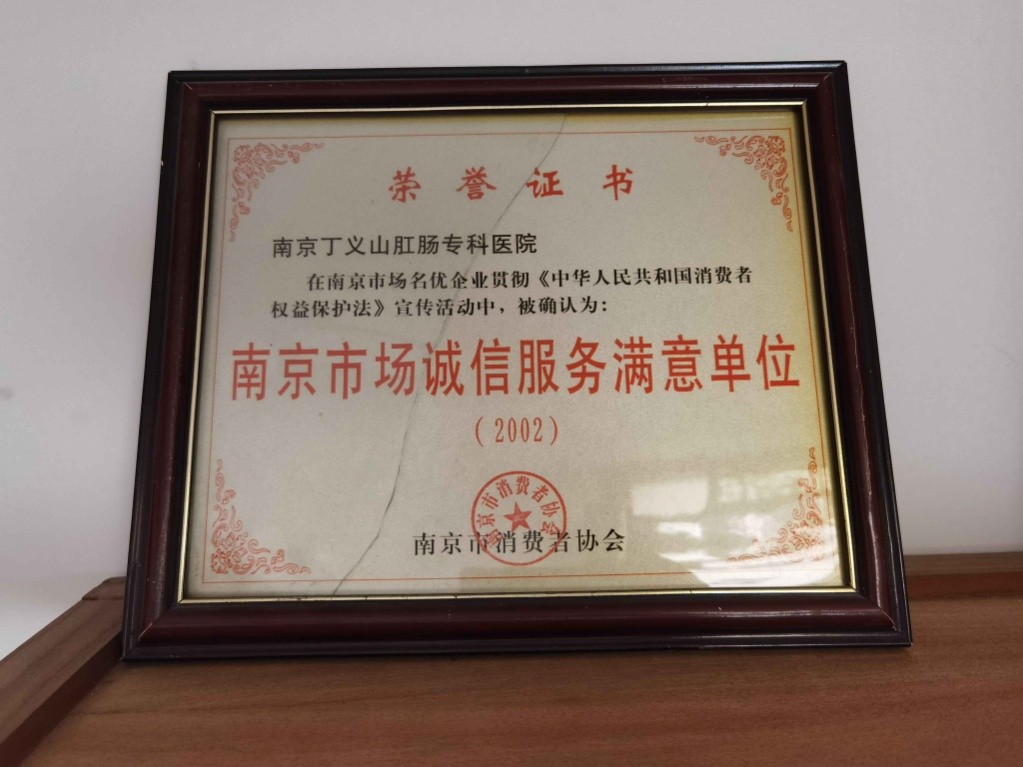 荣誉证书
南京丁义山肛肠专科医院
在南京市场名优企业贯彻《中华人民共和国消费者
权益保护法》宣传活动中，被确认为：
南京市场诚信服务满意单位
（2002）
南京市消费者协会
南京市消费者协会